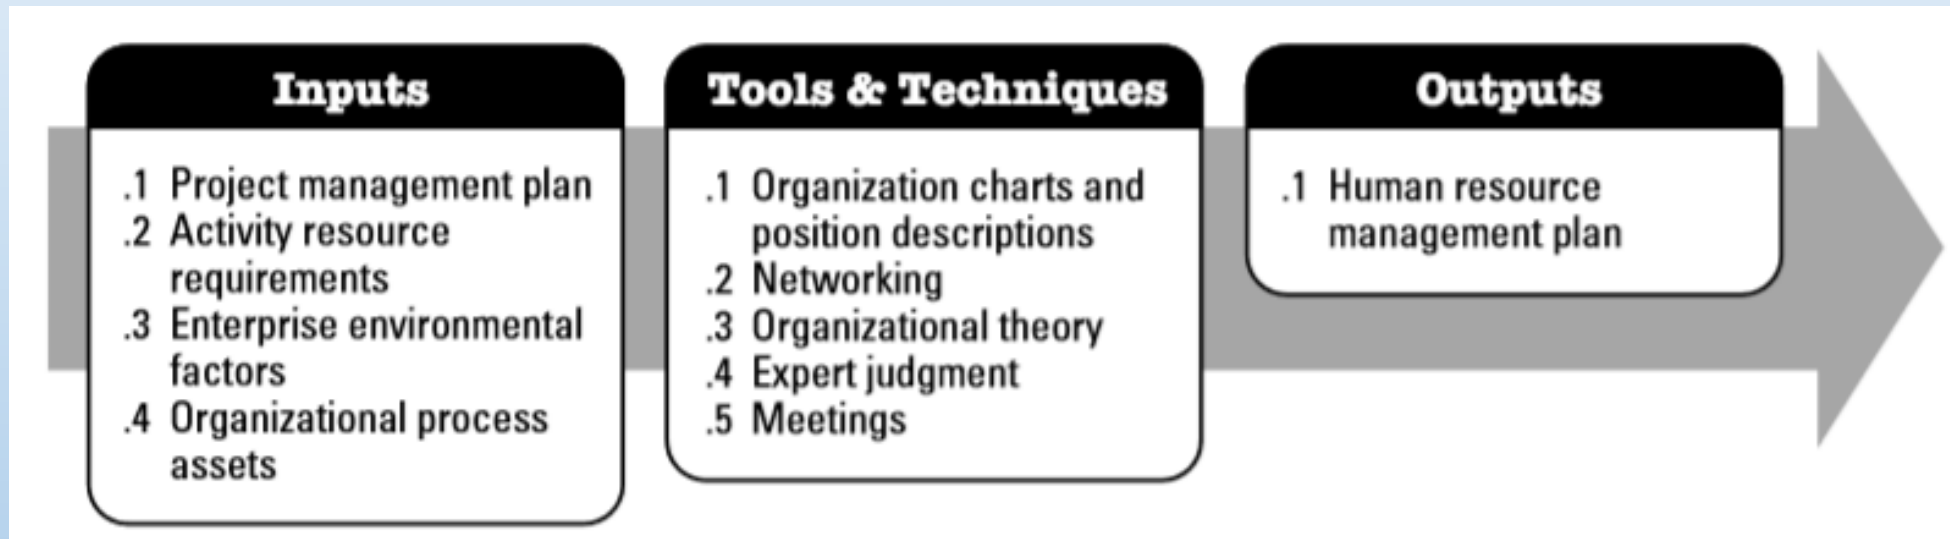 Inputs
.1 Project management plan
.2 Activity resource
requirements
.3 Enterprise environmental
factors
.4 Organizational process
assets
Tools & Techniques
.1 Organization charts and
position descriptions
.2 Networking
.3 Organizational theory
.4 Expert judgment
.5 Meetings
Outputs
.1 Human resource
management plan